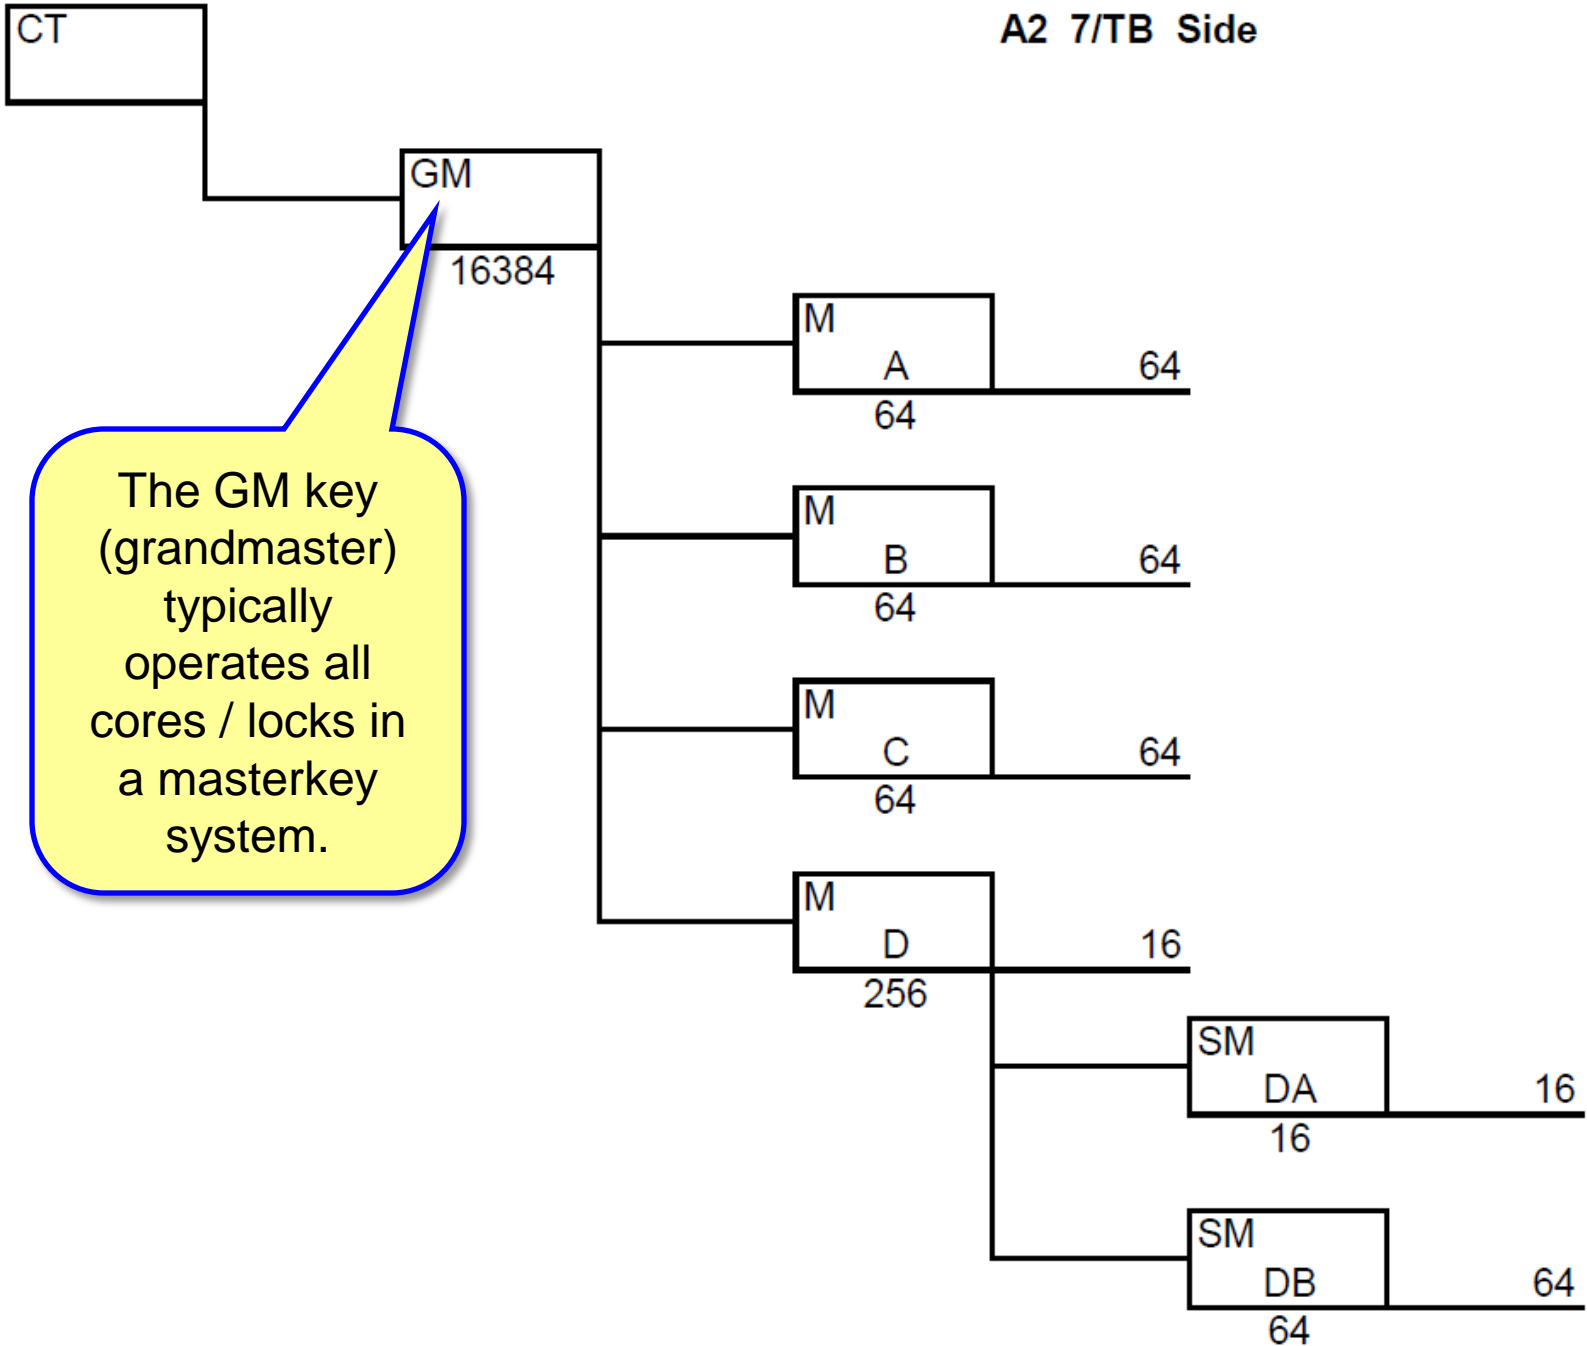 CT
A2 7/TB Side
GM
16384
The GM key
(grandmaster)
typically
operates all
cores / locks in
a masterkey
system.
M
A
64
64
M
B
64
64
M
C
64
64
M
D
16
256
SM
DA
16
16
SM
DB
64
64